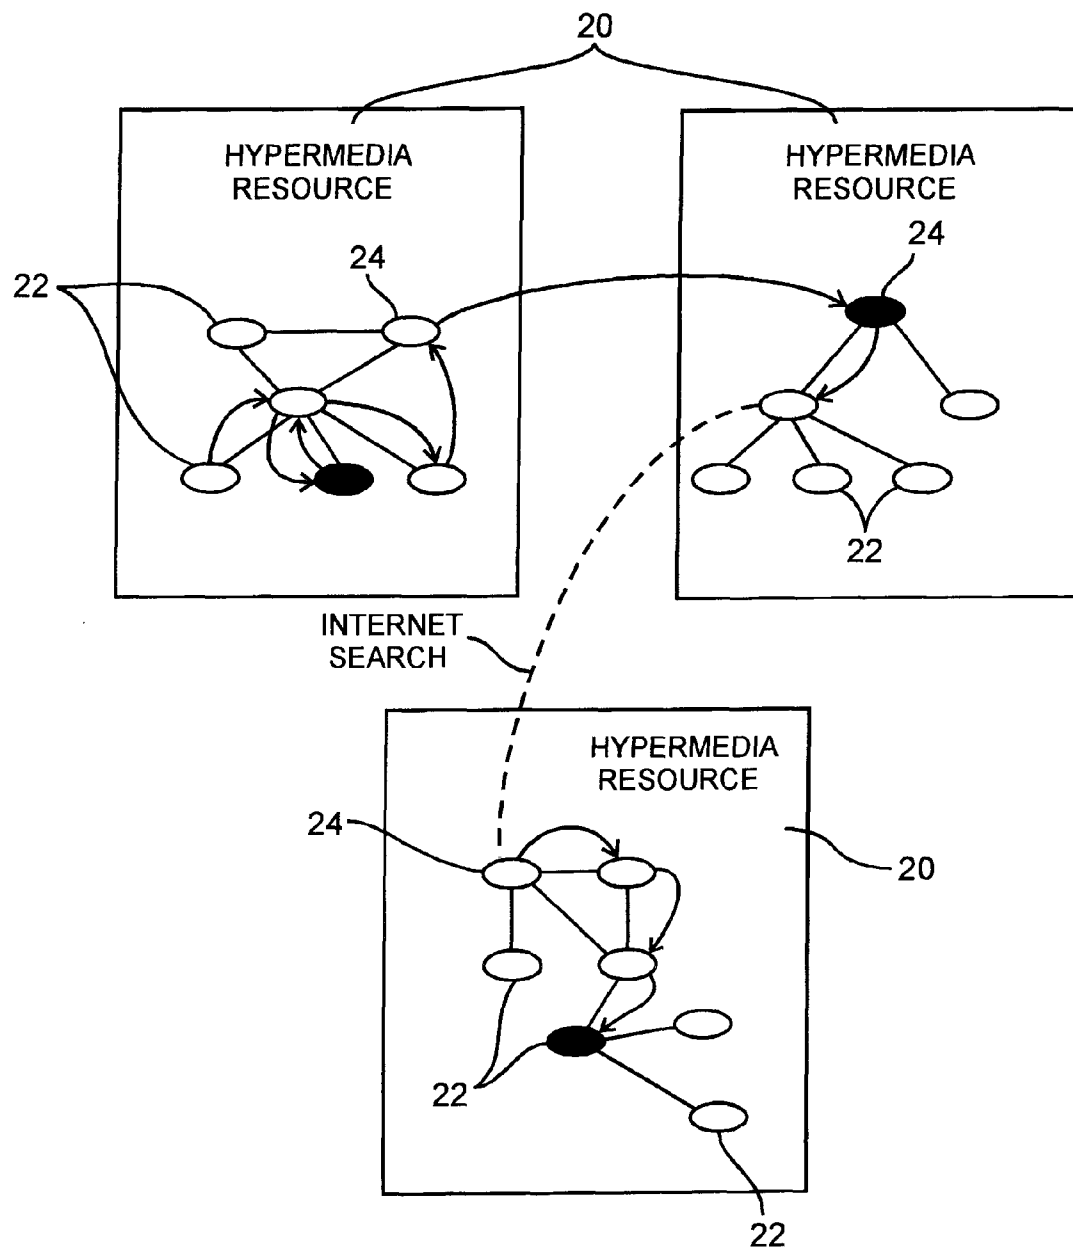 20
HYPERMEDIA
RESOURCE
HYPERMEDIA
RESOURCE
24
24
22
22
INTERNET
SEARCH
HYPERMEDIA
RESOURCE
24
20
22
22